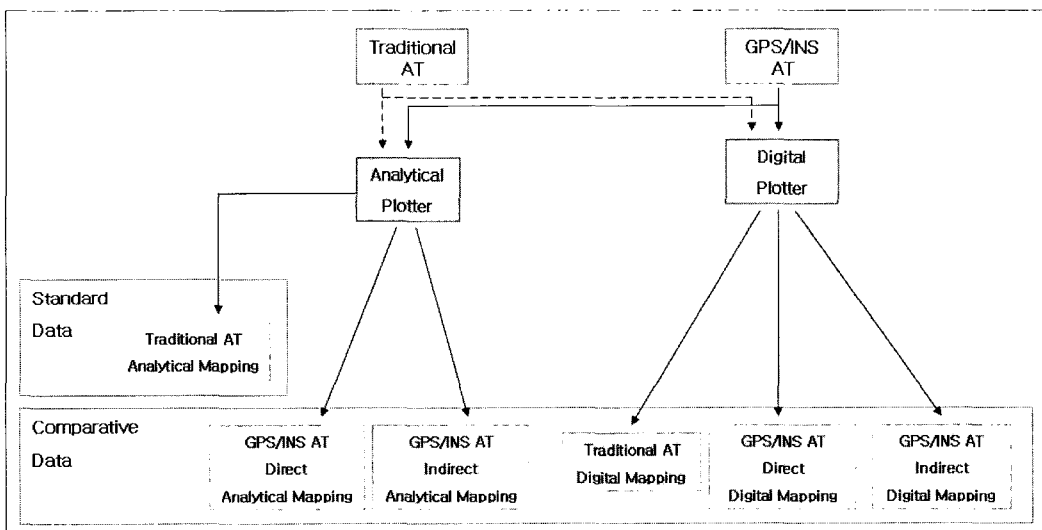 Traditional
AT
GPS/INS
AT
Analytical
Plotter
Digital
Plotter
Standard
Data
Traditional AT
Analytical Mapping
Comparative
Data
GPS/INS AT
Direct
Analytical Mapping
GPS/INS AT
Indirect
Analytical Mapping
Traditional AT
Digital Mapping
GPS/INS AT
Direct
Digital Mapping
GPS/INS AT
Indirect
Digital Mapping